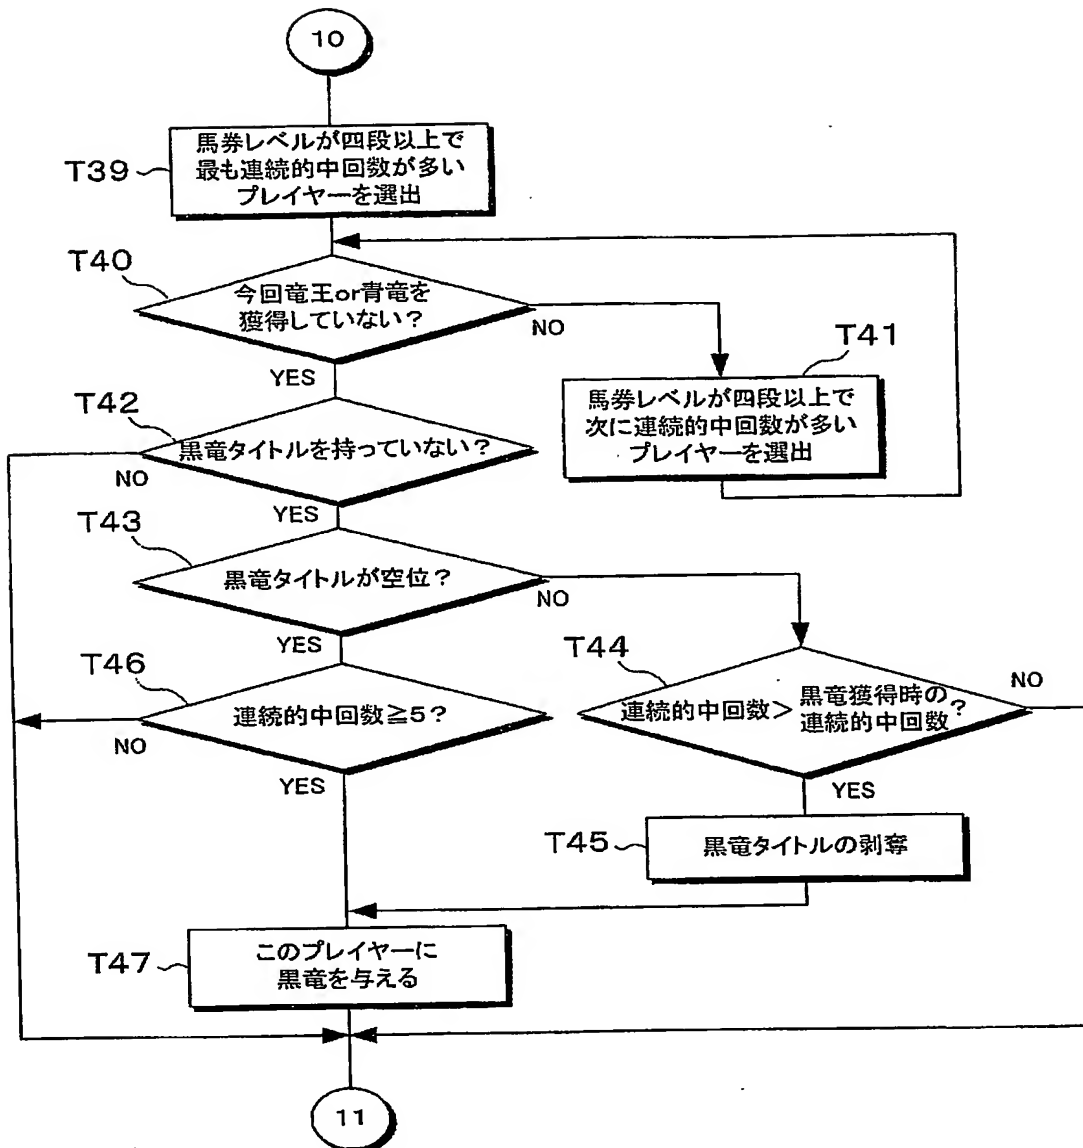 10
T39
馬券レベルが四段以上で
最も連続的中回数が多い
プレイヤーを選出
T40
今回竜王or青竜を
獲得していない？
NO
YES
T41
馬券レベルが四段以上で
次に連続的中回数が多い
プレイヤーを選出
T42
黒竜タイトルを持っていない？
NO
YES
T43
黒竜タイトルが空位？
NO
YES
T44
連続的中回数＞黒竜獲得時の
連続的中回数？
NO
YES
T46
連続的中回数≧5？
NO
YES
T45
黒竜タイトルの剥奪
T47
このプレイヤーに
黒竜を与える
11